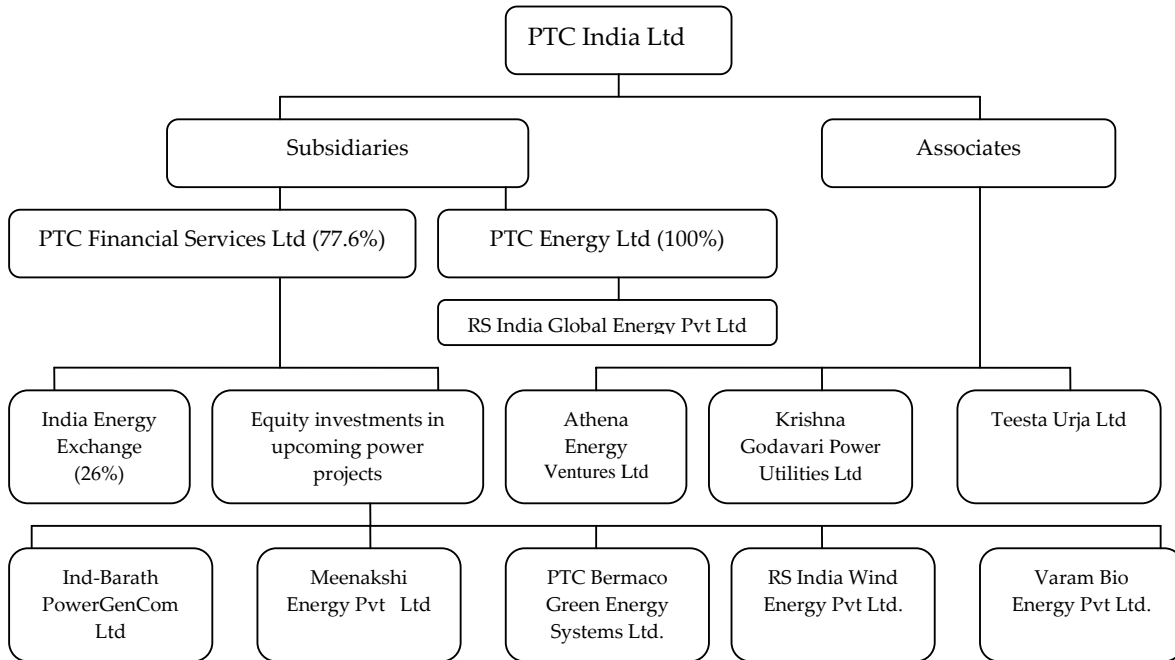 PTC India Ltd
Subsidiaries
Associates
PTC Financial Services Ltd (77.6%)
PTC Energy Ltd (100%)
RS India Global Energy Pvt Ltd
India Energy
Exchange
(26%)
Equity investments in
upcoming power
projects
Athena
Energy
Ventures Ltd
Krishna
Godavari Power
Utilities Ltd
Teesta Urja Ltd
Ind-Barath
PowerGenCom
Ltd
Meenakshi
Energy Pvt Ltd
PTC Bermaco
Green Energy
Systems Ltd.
RS India Wind
Energy Pvt Ltd.
Varam Bio
Energy Pvt Ltd.